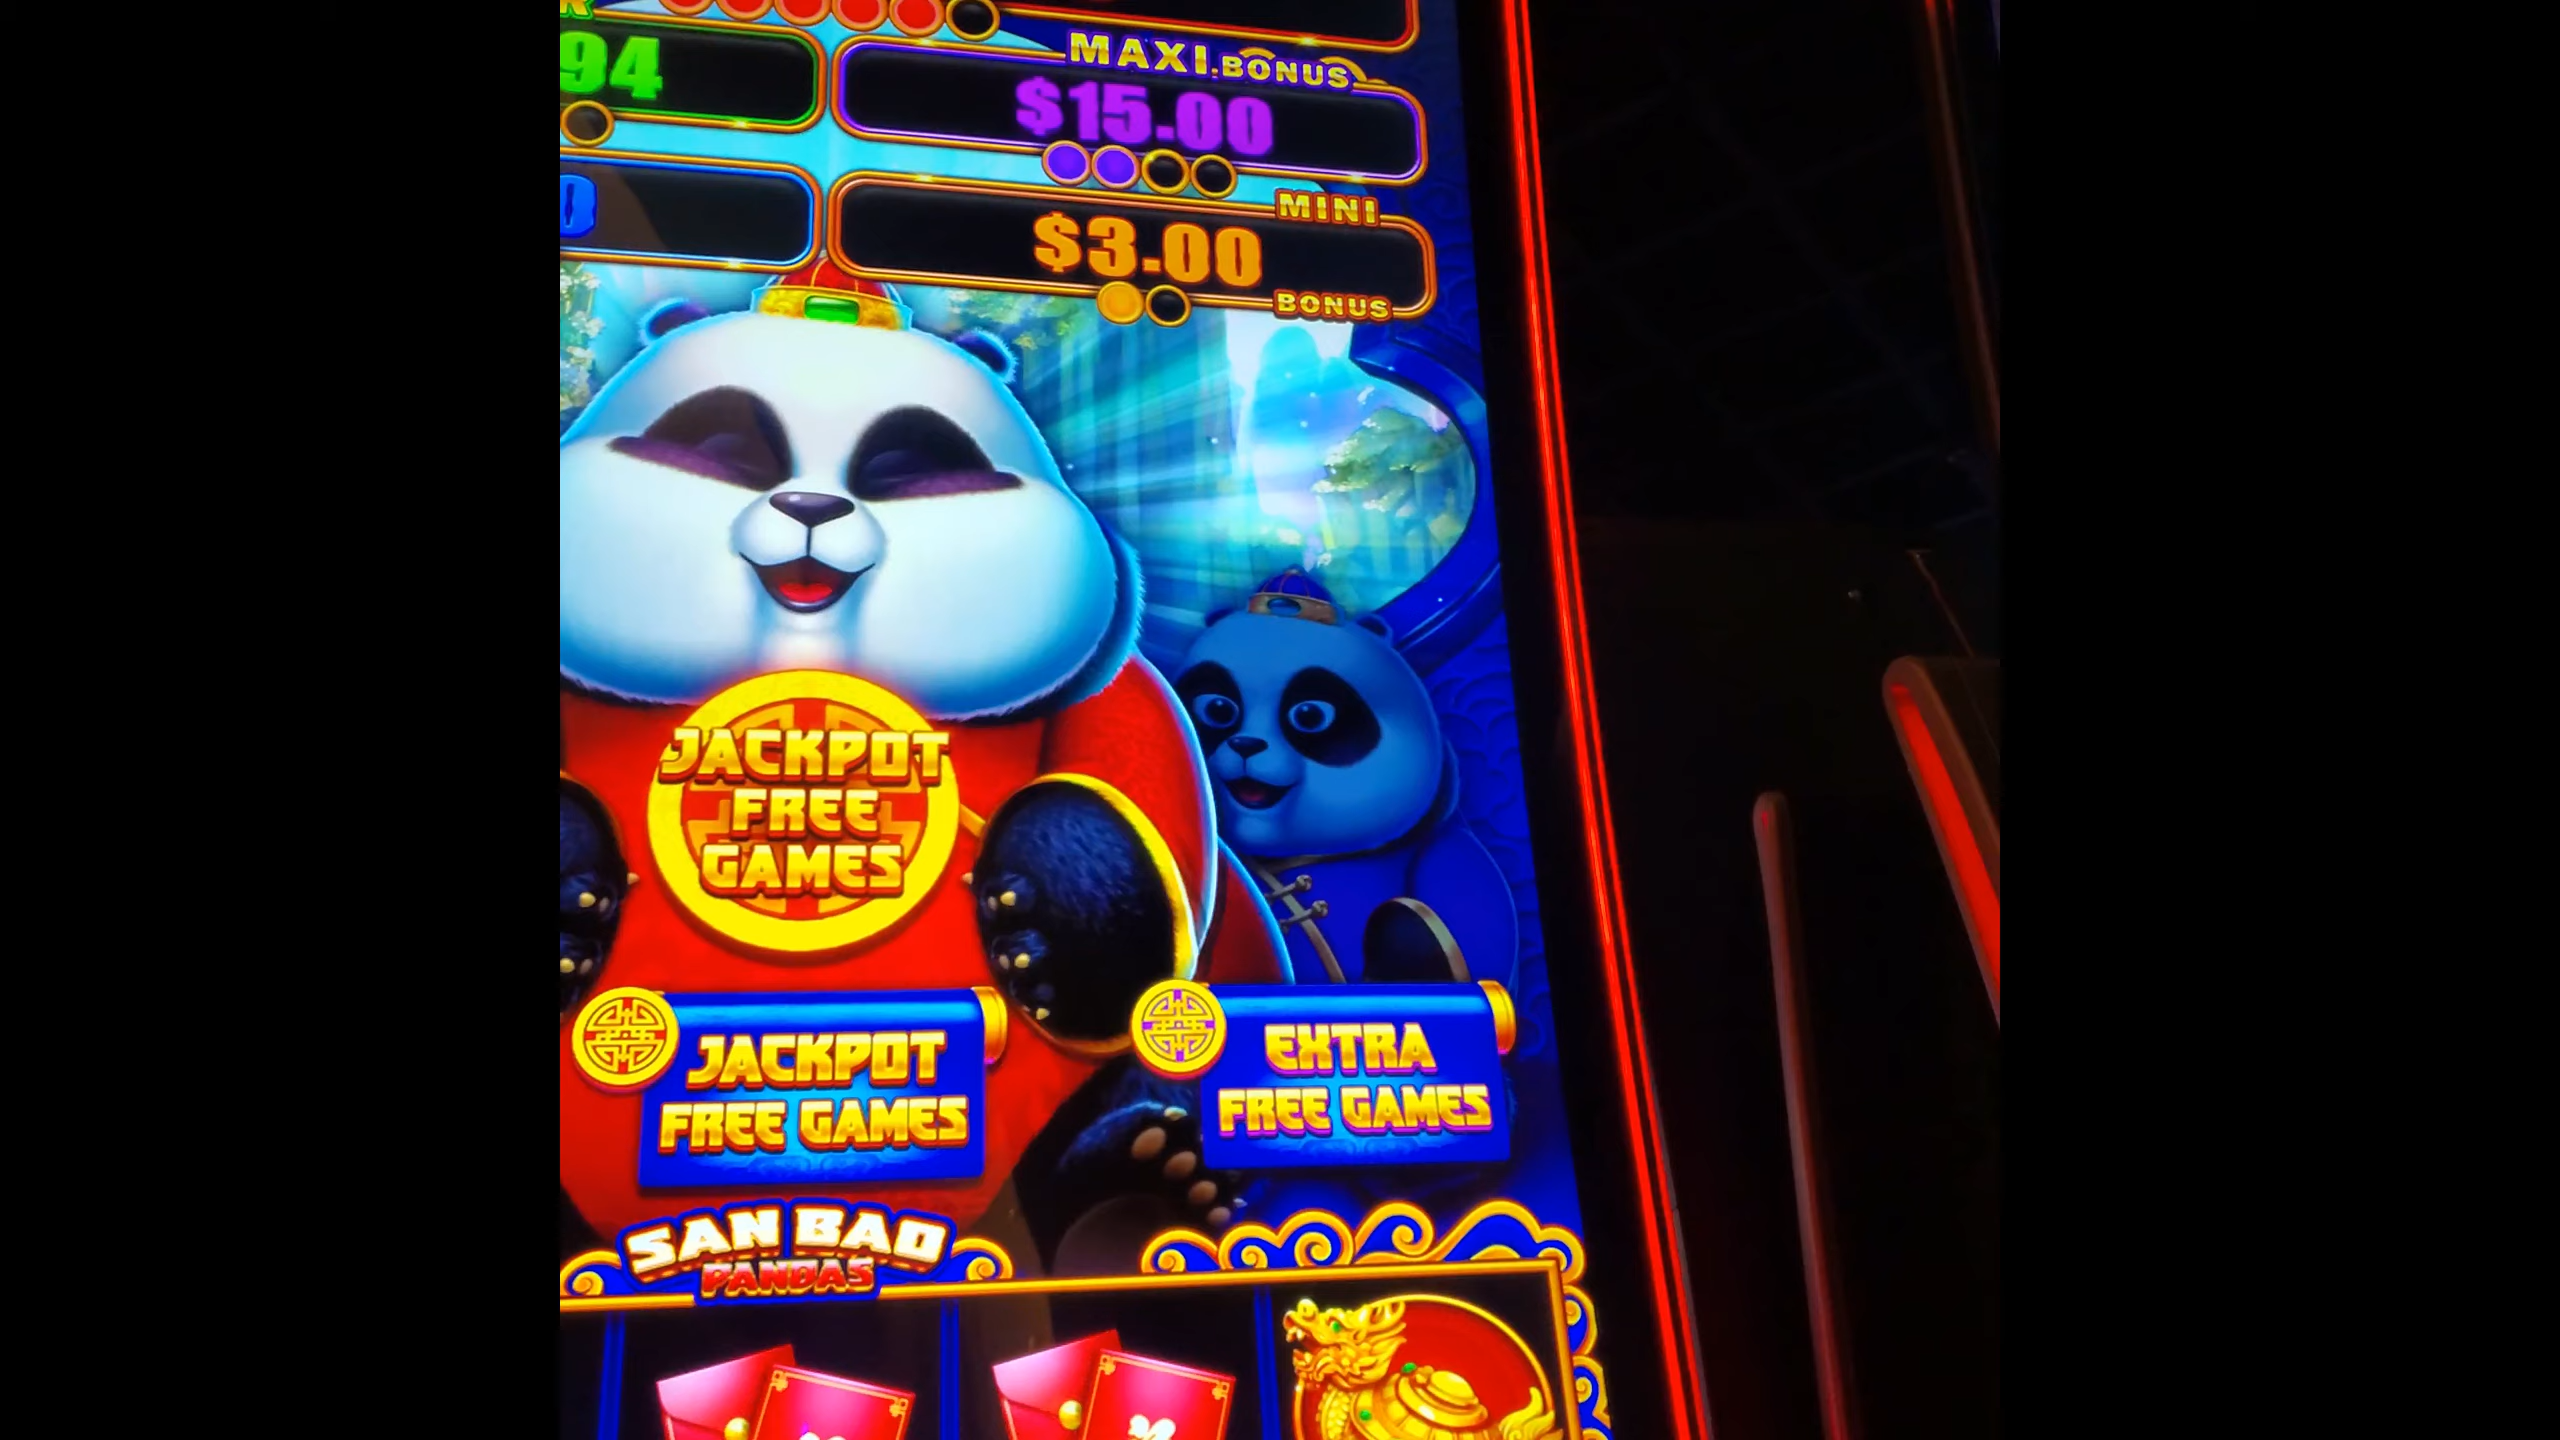 94
MAXI BONUS
$15.00
MINI
$3.00
BONUS
JACKPOT
FREE
GAMES
JACKPOT
FREE GAMES
EXTRA
FREE GAMES
SAN BAO
PANDAS